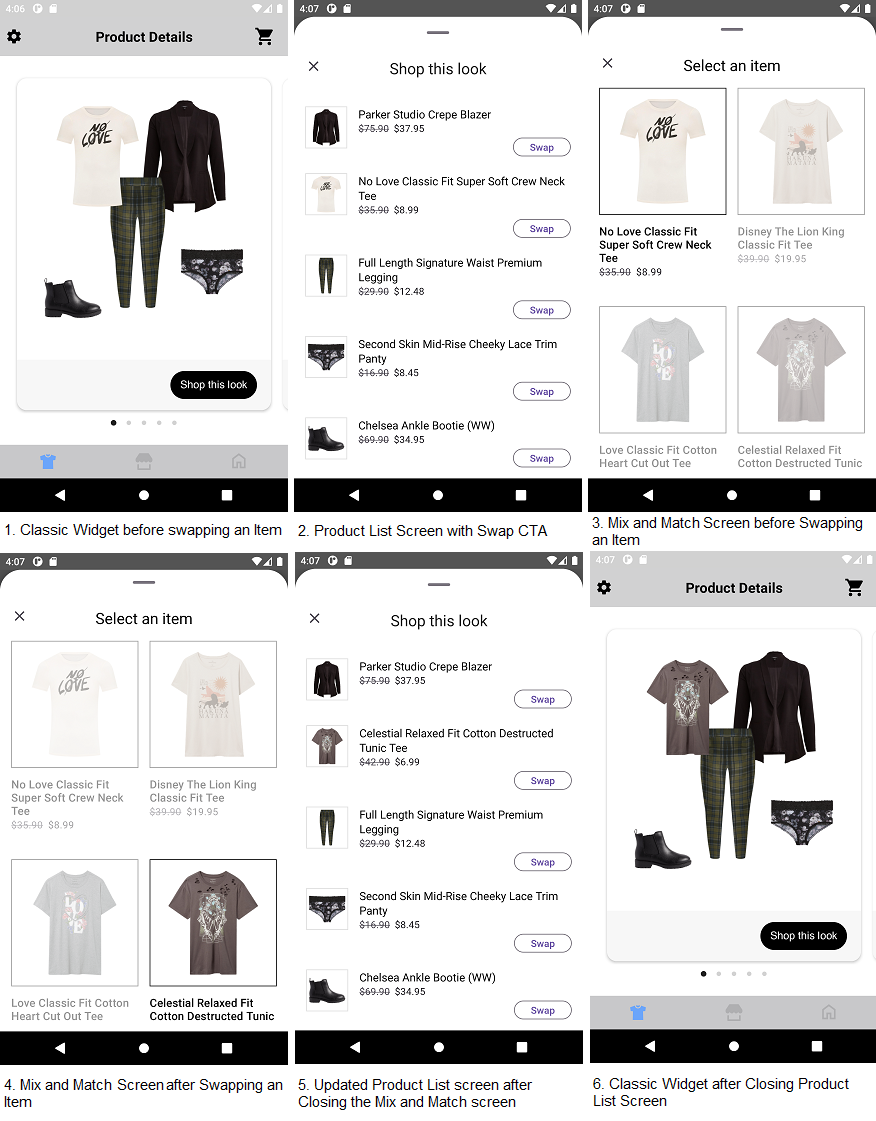 4:06
Product Details
NO
LOVE
Shop this look
1. Classic Widget before swapping an Item
4:07
Shop this look
Parker Studio Crepe Blazer
$75.90 $37.95
Swap
No Love Classic Fit Super Soft Crew Neck
Tee
$35.90 $8.99
Swap
Full Length Signature Waist Premium
Legging
$29.90 $12.48
Swap
Second Skin Mid-Rise Cheeky Lace Trim
Panty
$16.90 $8.45
Swap
Chelsea Ankle Bootie (WW)
$69.90 $34.95
Swap
2. Product List Screen with Swap CTA
4:07
Select an item
NO
LOVE
HAKUNA
MATATA
No Love Classic Fit
Super Soft Crew Neck
Tee
$35.90 $8.99
Disney The Lion King
Classic Fit Tee
$39.90 $19.95
LOVE
Love Classic Fit Cotton
Heart Cut Out Tee
Celestial Relaxed Fit
Cotton Destructed Tunic
3. Mix and Match Screen before Swapping
an Item
4:07
Select an item
NO
LOVE
HAKUNA
MATATA
No Love Classic Fit
Super Soft Crew Neck
Tee
$35.90 $8.99
Disney The Lion King
Classic Fit Tee
$39.90 $19.95
LOVE
Love Classic Fit Cotton
Heart Cut Out Tee
Celestial Relaxed Fit
Cotton Destructed Tunic
4. Mix and Match Screen after Swapping an
Item
4:07
Shop this look
Parker Studio Crepe Blazer
$75.90 $37.95
Swap
Celestial Relaxed Fit Cotton Destructed
Tunic Tee
$42.90 $6.99
Swap
Full Length Signature Waist Premium
Legging
$29.90 $12.48
Swap
Second Skin Mid-Rise Cheeky Lace Trim
Panty
$16.90 $8.45
Swap
Chelsea Ankle Bootie (WW)
$69.90 $34.95
Swap
5. Updated Product List screen after
Closing the Mix and Match screen
4:07
Product Details
Shop this look
6. Classic Widget after Closing Product
List Screen